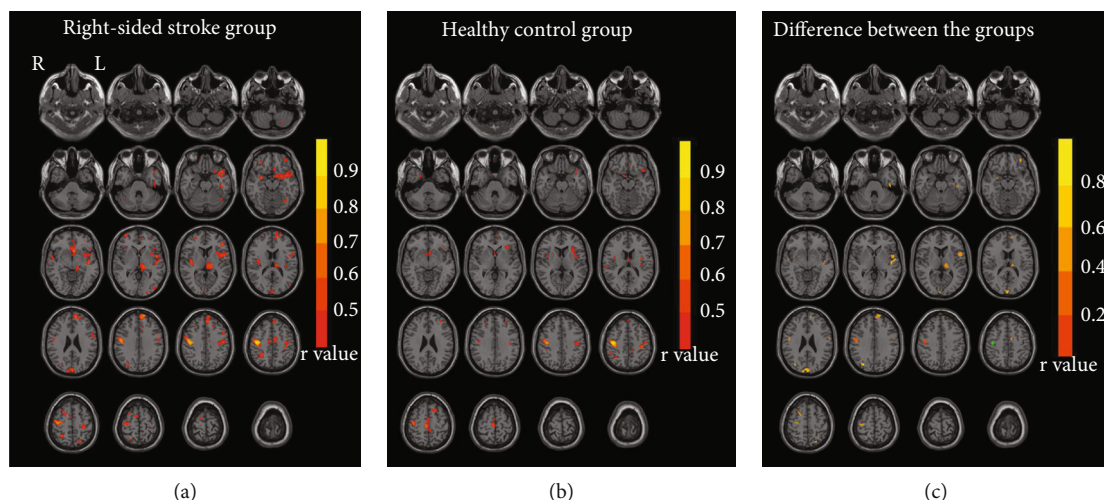 Right-sided stroke group
R L
0.9
0.8
0.7
0.6
0.5
r value
(a)
Healthy control group
0.9
0.8
0.7
0.6
0.5
r value
(b)
Difference between the groups
0.8
0.6
0.4
0.2
r value
(c)